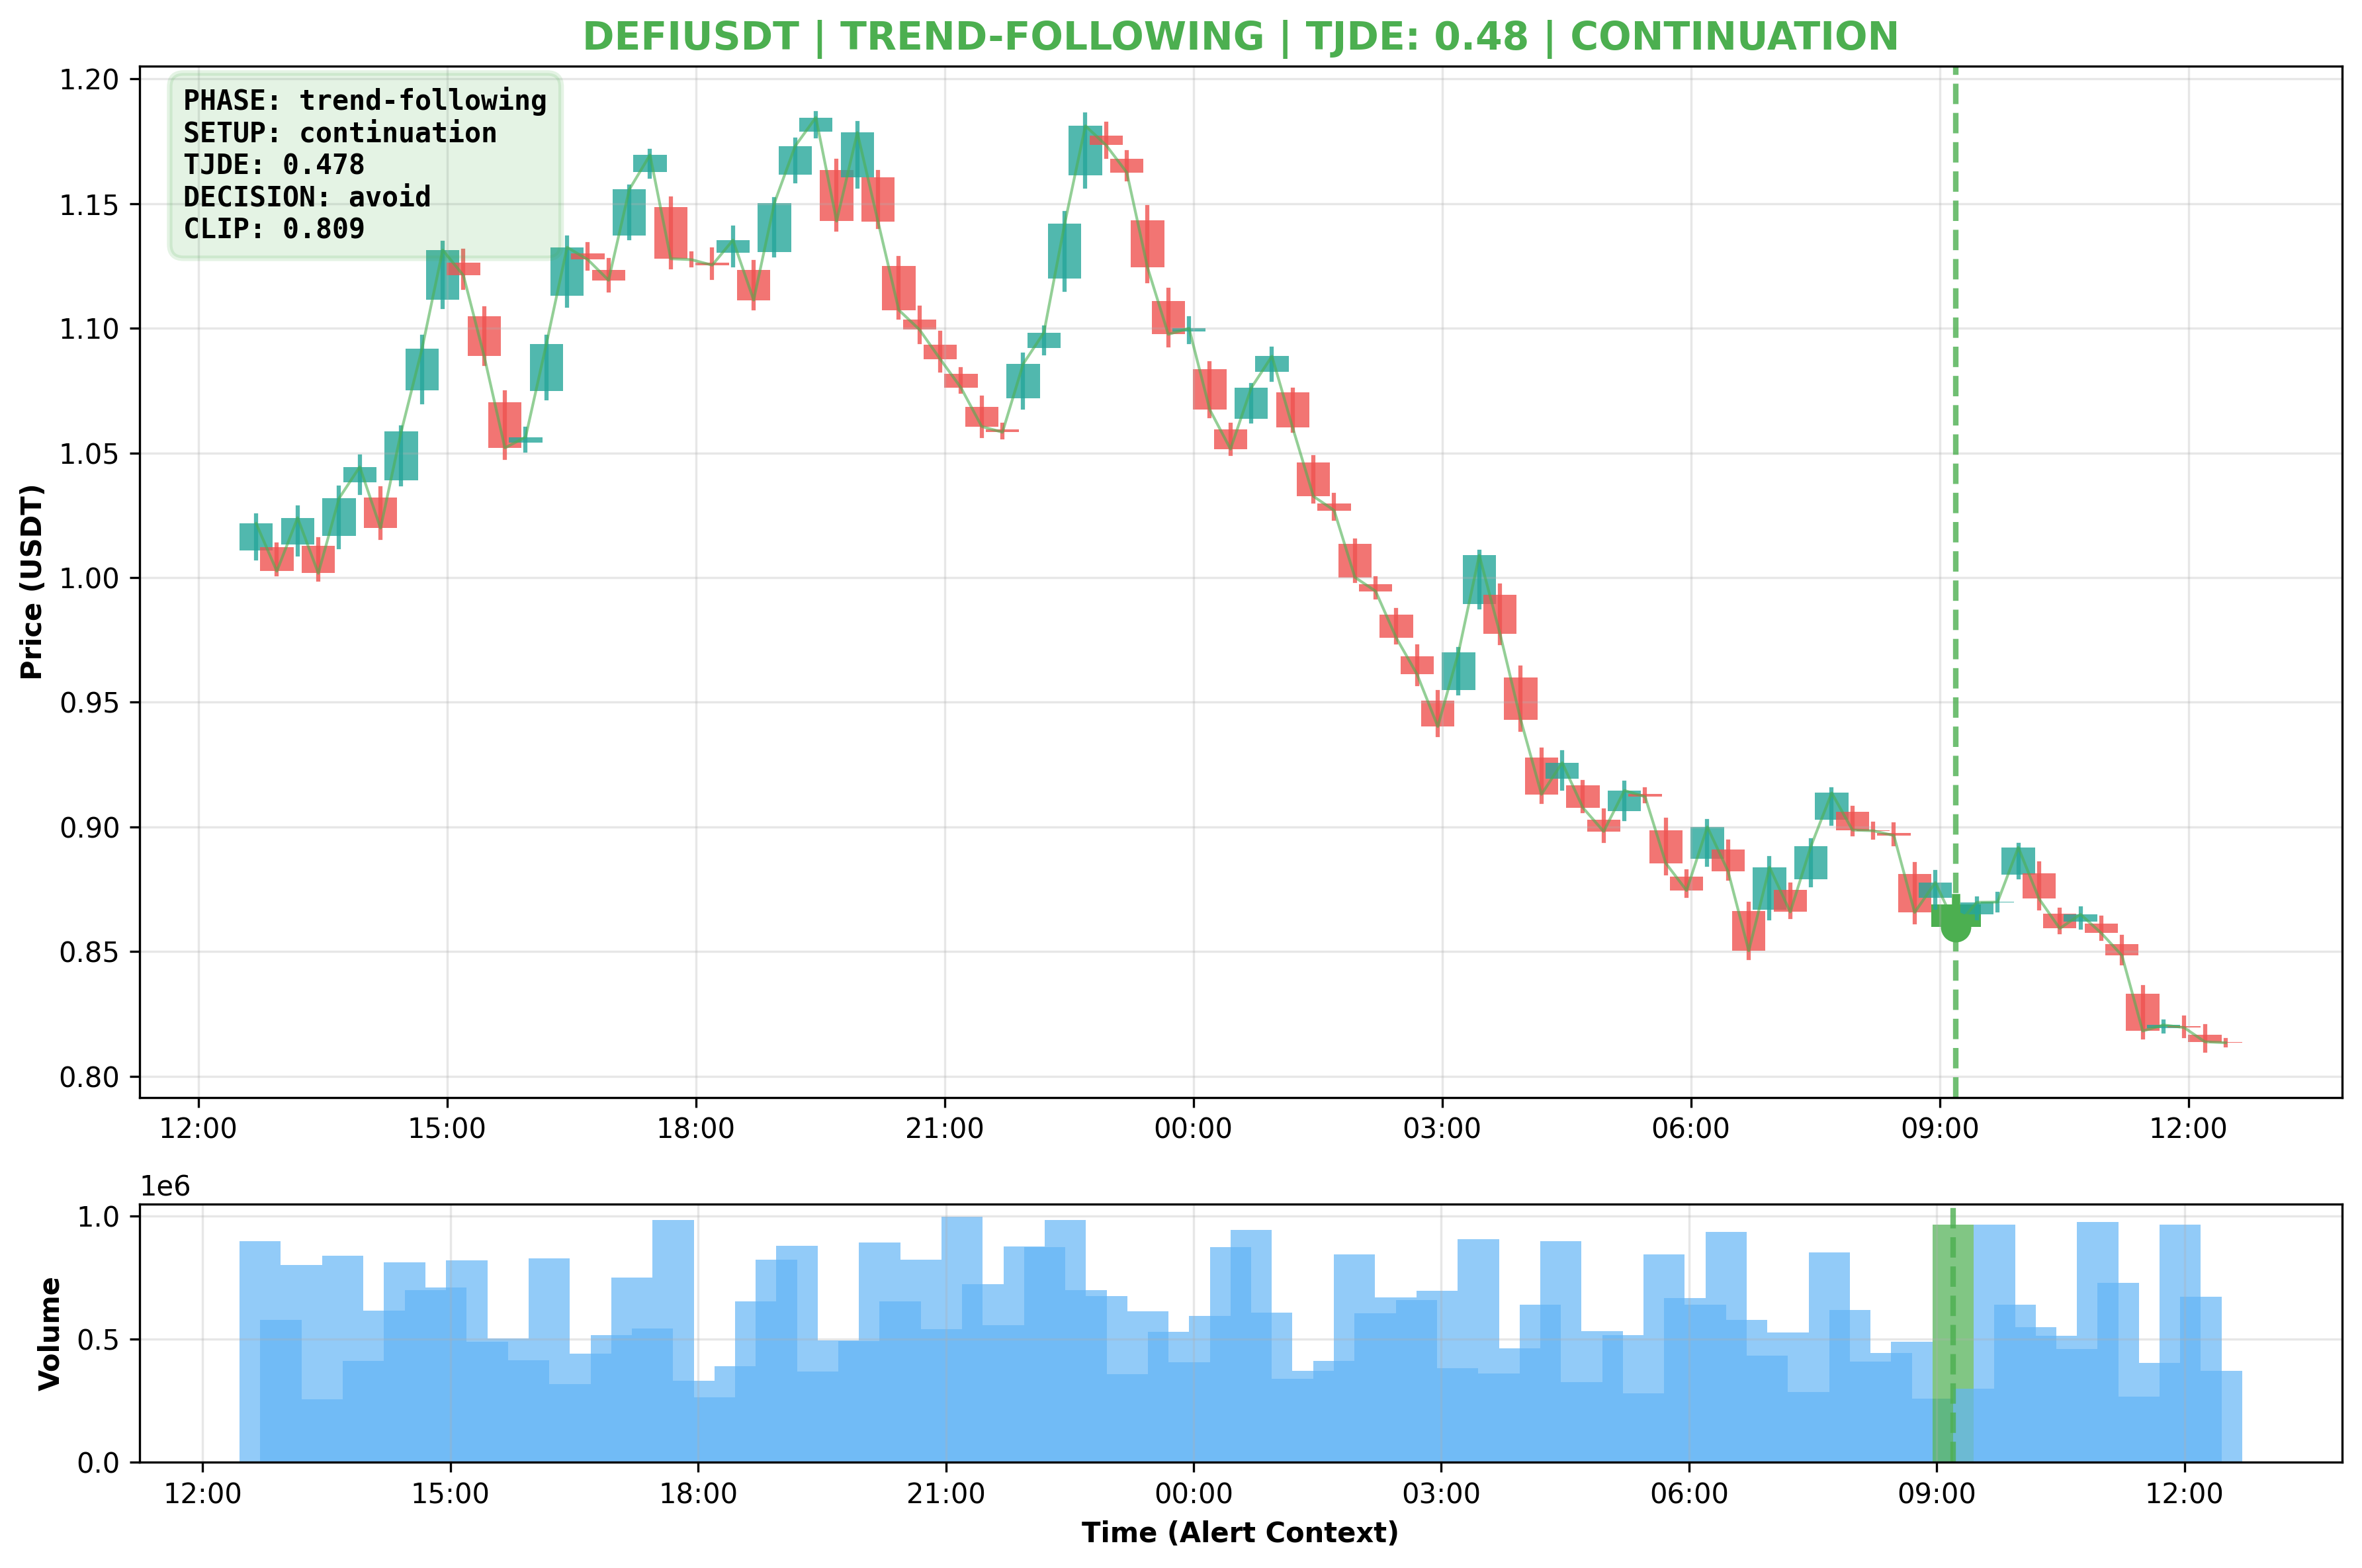 DEFIUSDT | TREND-FOLLOWING | TJDE: 0.48 | CONTINUATION
PHASE: trend-following
SETUP: continuation
TJDE: 0.478
DECISION: avoid
CLIP: 0.809
Price (USDT)
1.20
1.15
1.10
1.05
1.00
0.95
0.90
0.85
0.80
12:00 15:00 18:00 21:00 00:00 03:00 06:00 09:00 12:00
1e6
Volume
1.0
0.5
0.0
12:00 15:00 18:00 21:00 00:00 03:00 06:00 09:00 12:00
Time (Alert Context)